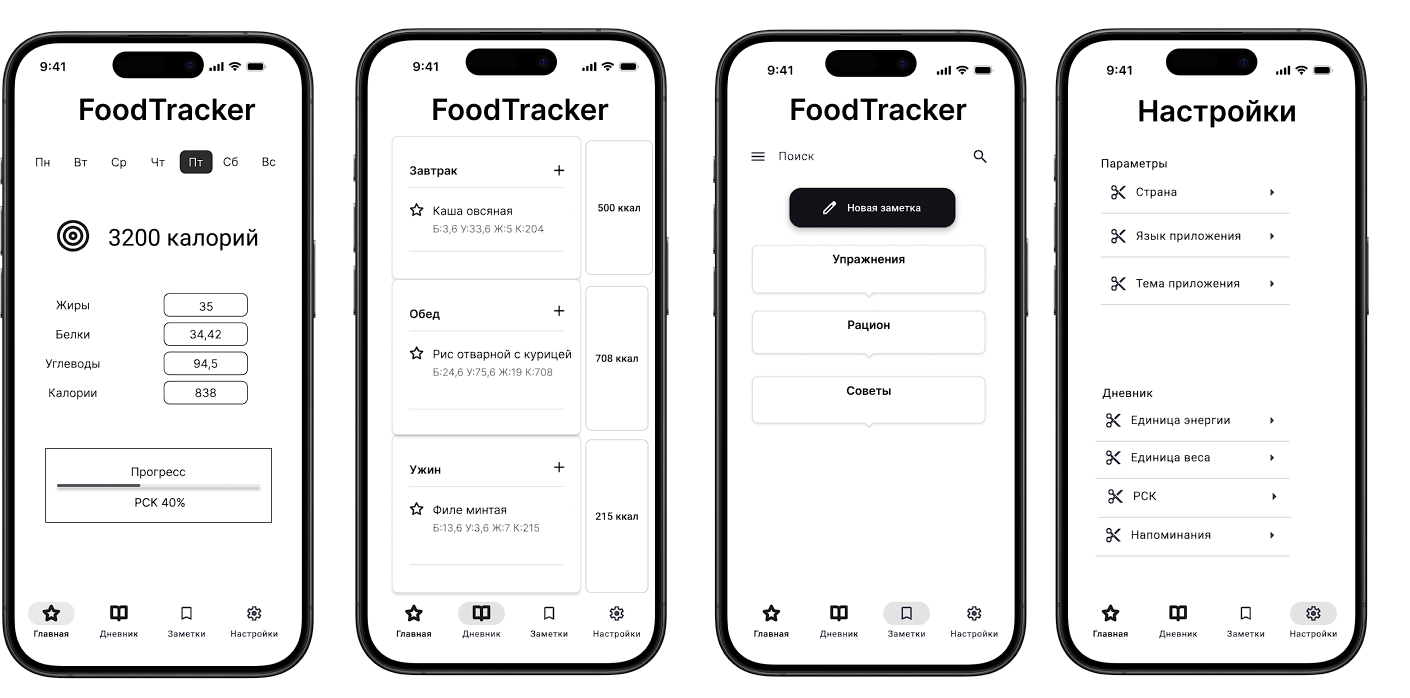 9:41
FoodTracker
Пн Вт Ср Чт Пт Сб Вс
3200 калорий
Жиры 35
Белки 34,42
Углеводы 94,5
Калории 838
Прогресс
РСК 40%
Главная Дневник Заметки Настройки
9:41
FoodTracker
Завтрак
Каша овсяная
Б:3,6 У:33,6 Ж:5 К:204
500 ккал
Обед
Рис отварной с курицей
Б:24,6 У:75,6 Ж:19 К:708
708 ккал
Ужин
Филе минтая
Б:13,6 У:3,6 Ж:7 К:215
215 ккал
Главная Дневник Заметки Настройки
9:41
FoodTracker
Поиск
Новая заметка
Упражнения
Рацион
Советы
Главная Дневник Заметки Настройки
9:41
Настройки
Параметры
Страна
Язык приложения
Тема приложения
Дневник
Единица энергии
Единица веса
РСК
Напоминания
Главная Дневник Заметки Настройки